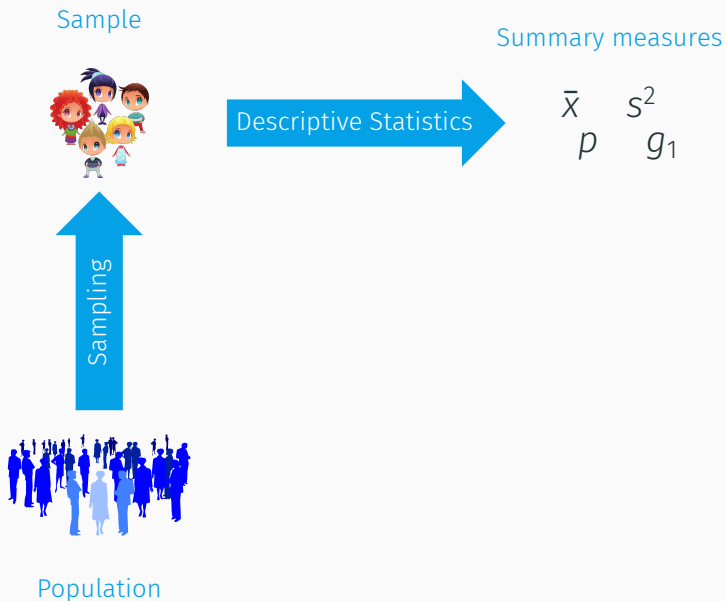 Sample
Summary measures
Descriptive Statistics
x̄ s²
p g₁
Sampling
Population